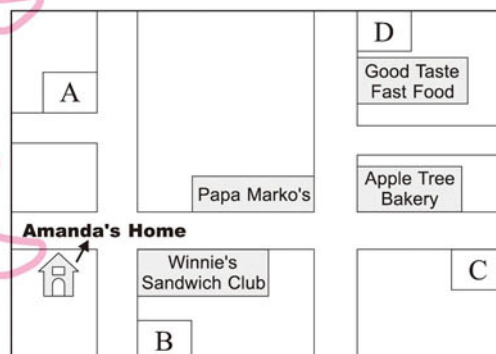 D
Good Taste
Fast Food
A
Papa Marko's
Apple Tree
Bakery
Amanda's Home
Winnie's
Sandwich Club
C
B